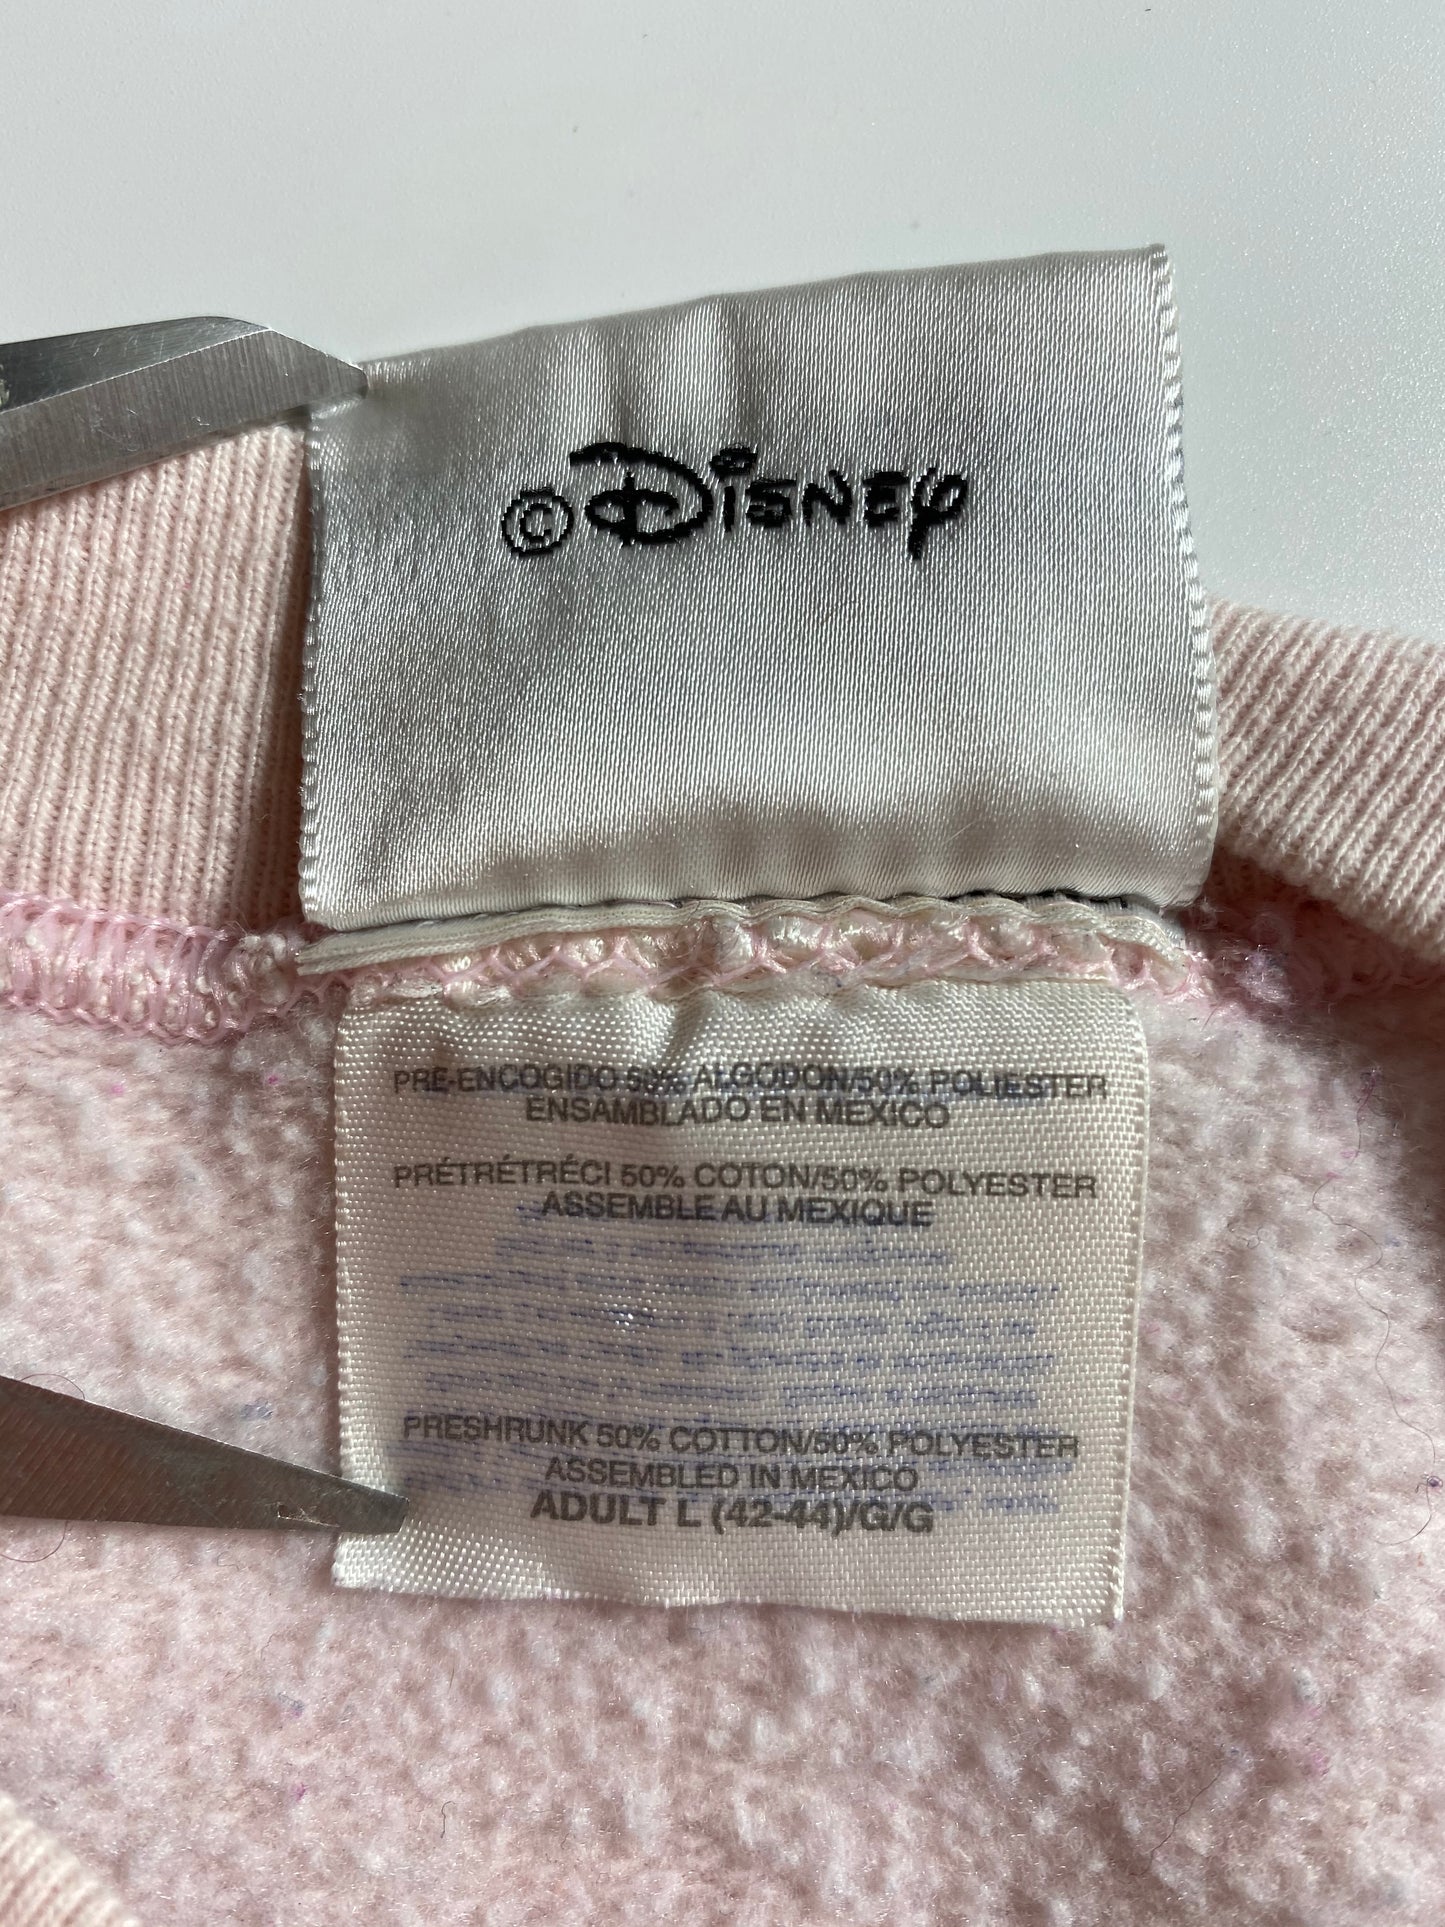 © Disney
PRE-ENCOGIDO 50% ALGODON/50% POLIESTER
ENSAMBLADO EN MEXICO
PRÉTRÉTRÉCI 50% COTON/50% POLYESTER
ASSEMBLE AU MEXIQUE
PRESHRUNK 50% COTTON/50% POLYESTER
ASSEMBLED IN MEXICO
ADULT L (42-44)/G/G